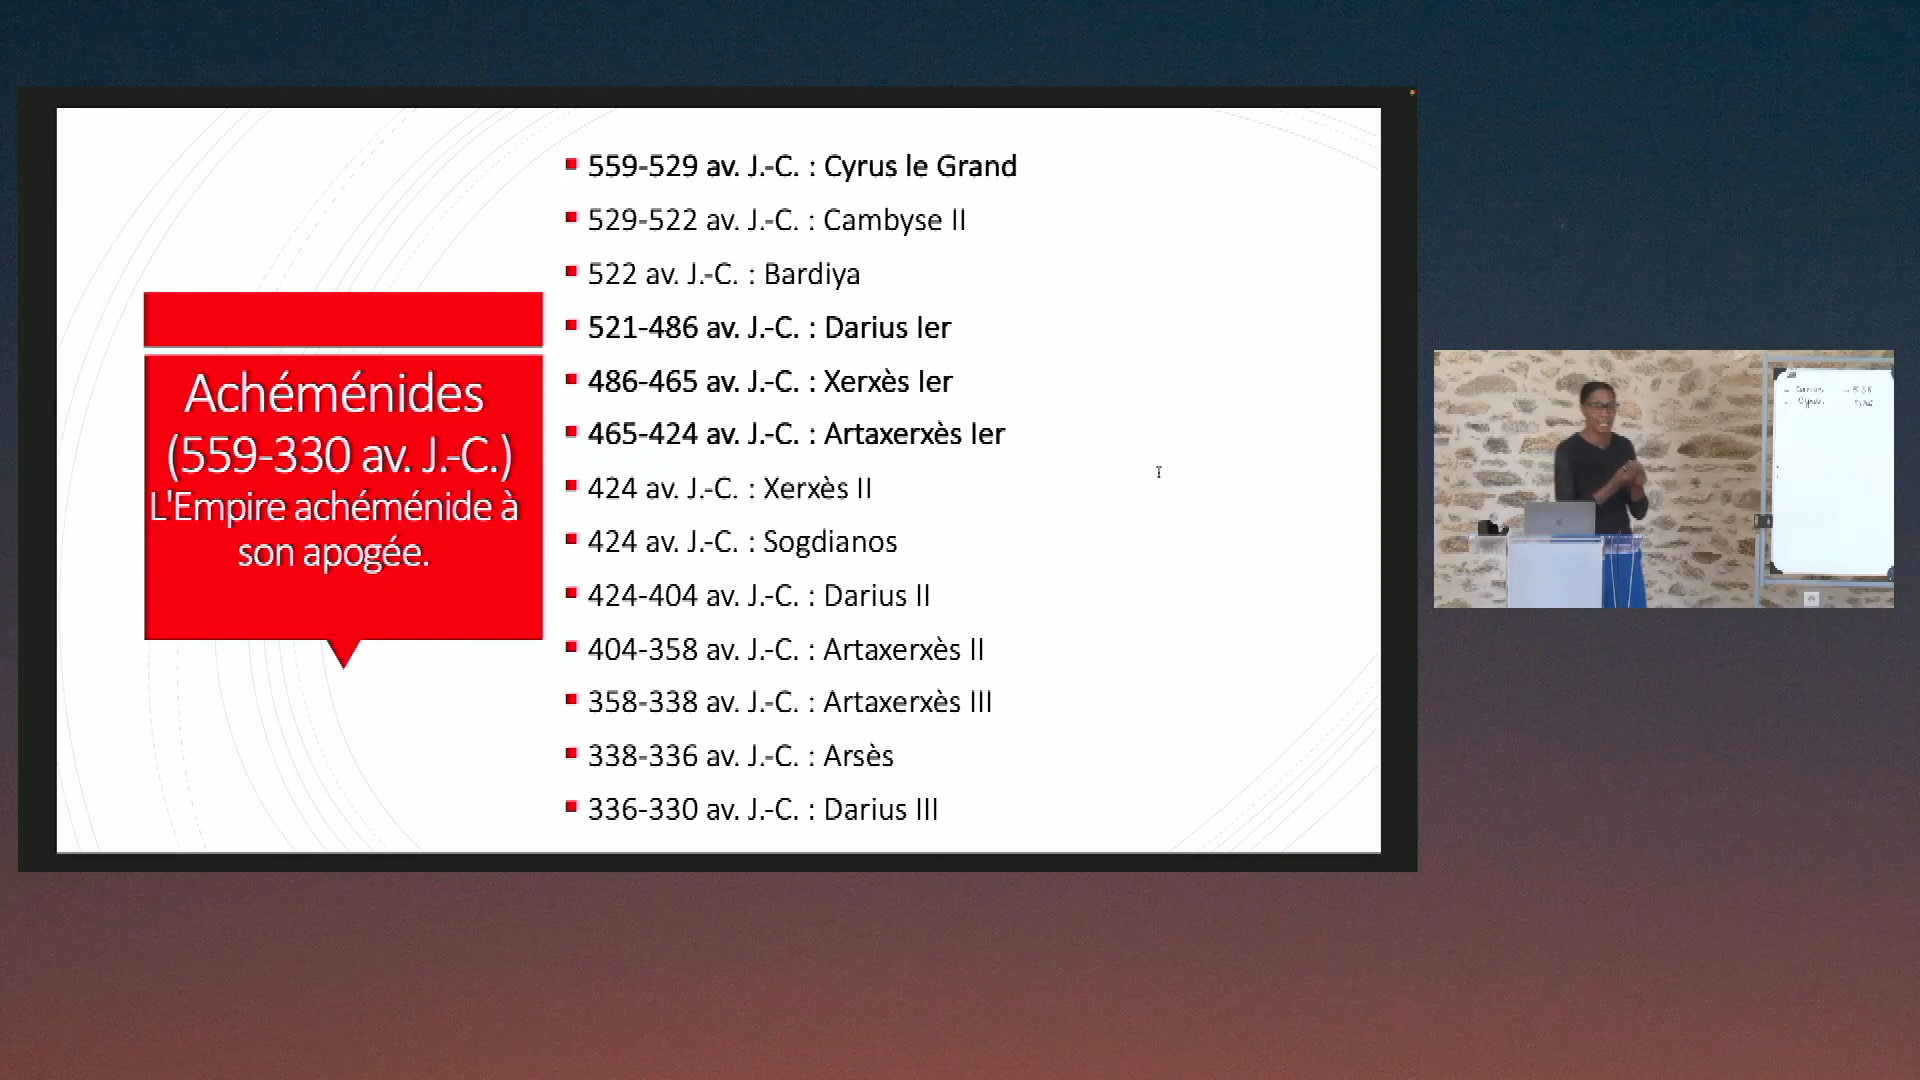 Achéménides
(559-330 av. J.-C.)
L'Empire achéménide à
son apogée.
559-529 av. J.-C. : Cyrus le Grand
529-522 av. J.-C. : Cambyse II
522 av. J.-C. : Bardiya
521-486 av. J.-C. : Darius Ier
486-465 av. J.-C. : Xerxès Ier
465-424 av. J.-C. : Artaxerxès Ier
424 av. J.-C. : Xerxès II
424 av. J.-C. : Sogdianos
424-404 av. J.-C. : Darius II
404-358 av. J.-C. : Artaxerxès II
358-338 av. J.-C. : Artaxerxès III
338-336 av. J.-C. : Arsès
336-330 av. J.-C. : Darius III
Darius
Cyrus